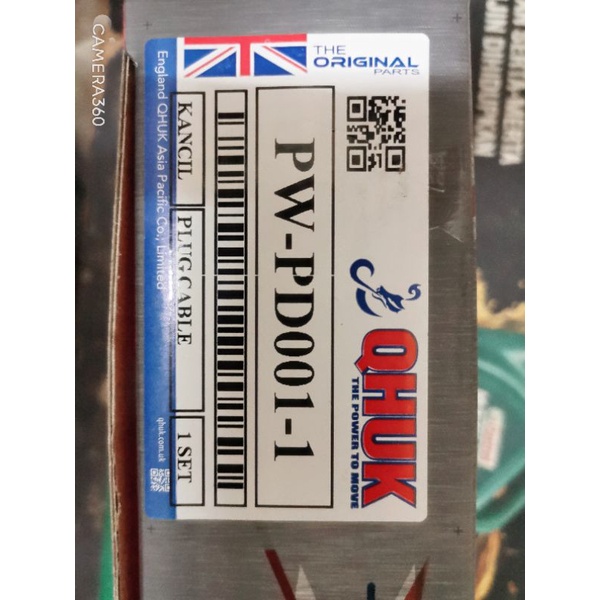 CAMERA360
THE
ORIGINAL
PARTS
QHUK
THE POWER TO MOVE
PW-PD001-1
KANCIL
PLUG CABLE
1 SET
England QHUK Asia Pacific Co., Limited
qhuk.com.uk